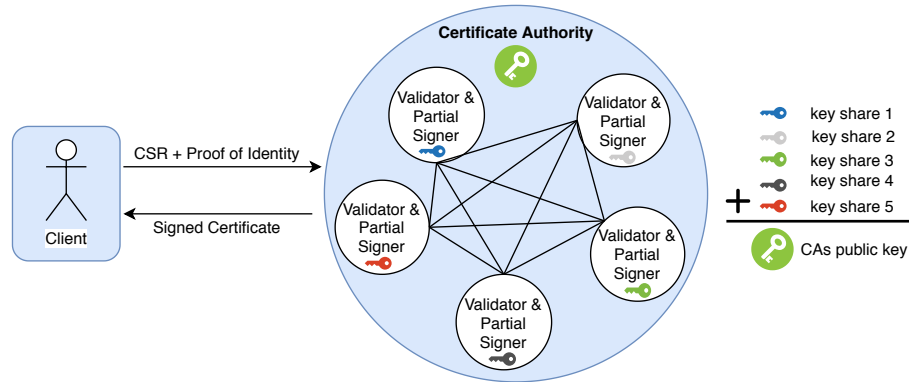 Certificate Authority
Validator &
Partial
Signer
Validator &
Partial
Signer
Validator &
Partial
Signer
Validator &
Partial
Signer
Validator &
Partial
Signer
CSR + Proof of Identity
Signed Certificate
Client
key share 1
key share 2
key share 3
key share 4
key share 5
+
CAs public key